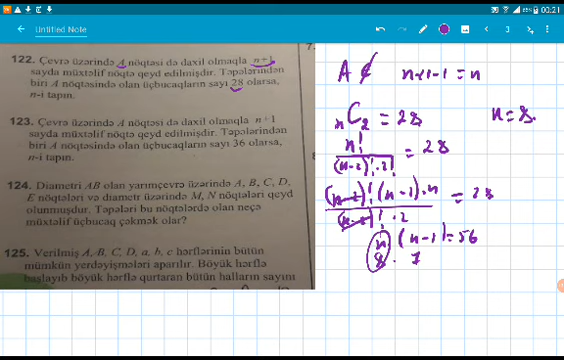 00:21
Untitled Note
122. Çevrə üzərində A nöqtəsi də daxil olmaqla n+1
sayda müxtəlif nöqtə qeyd edilmişdir. Təpələrindən
biri A nöqtəsində olan üçbucaqların sayı 28 olarsa,
n-i tapın.
123. Çevrə üzərində A nöqtəsi də daxil olmaqla n+1
sayda müxtəlif nöqtə qeyd edilmişdir. Təpələrindən
biri A nöqtəsində olan üçbucaqların sayı 36 olarsa,
n-i tapın.
124. Diametri AB olan yarımçevrə üzərində A, B, C, D,
E nöqtələri və diametr üzərində M, N nöqtələri qeyd
olunmuşdur. Təpələri bu nöqtələrdə olan neçə
müxtəlif üçbucaq çəkmək olar?
125. Verilmiş A, B, C, D, a, b, c hərflərinin bütün
mümkün yerdəyişmələri aparılır. Böyük hərflə
başlayıb böyük hərflə qurtaran bütün halların sayını
7.
A n+1-1=n
nC2 = 28 n=8.
n! / (n-2)!·2! = 28
(n-2)!(n-1)·n / (n-2)!·2 = 28
n(n-1)=56
8·7